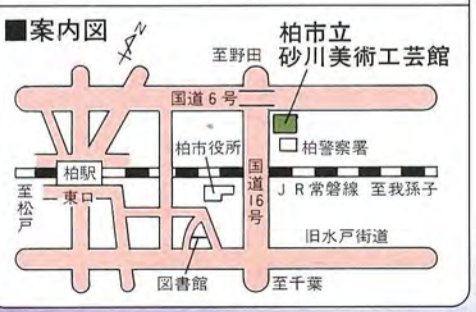 ■案内図
N
至野田
柏市立
砂川美術工芸館
国道6号
柏市役所
柏警察署
柏駅
東口
国道16号
JR常磐線 至我孫子
至松戸
旧水戸街道
図書館
至千葉